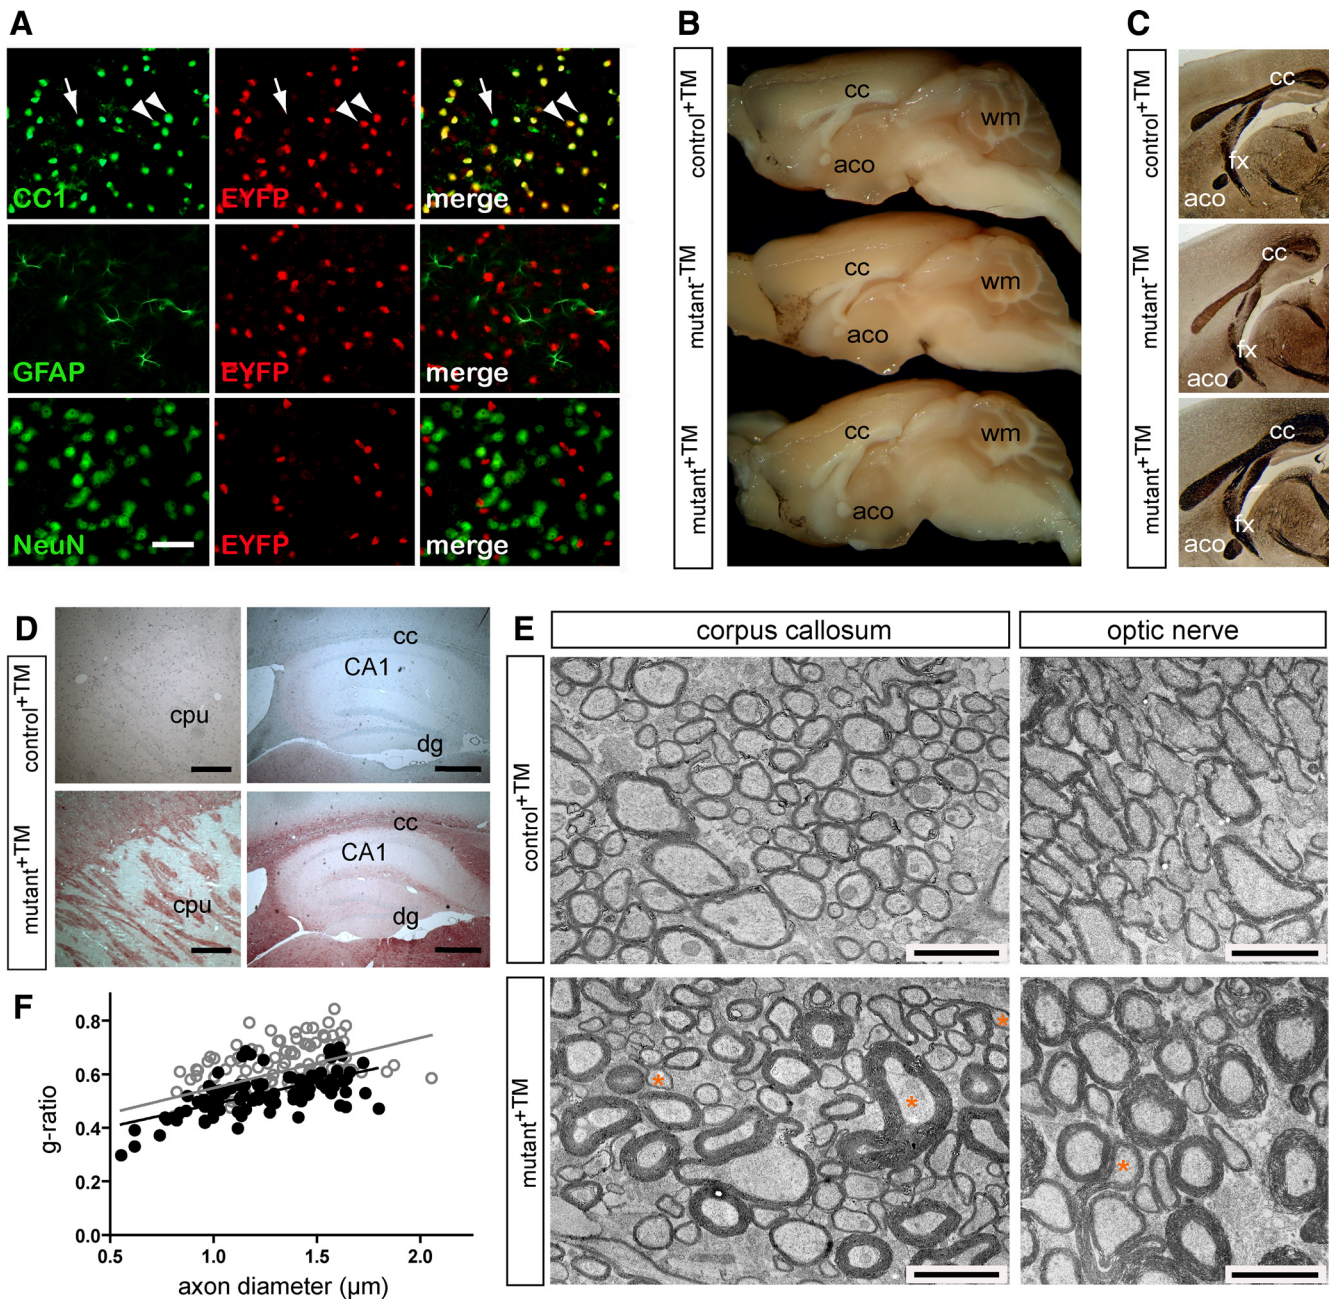 A
CC1 EYFP merge
GFAP EYFP merge
NeuN EYFP merge
B
control+TM
mutant-TM
mutant+TM
cc
wm
aco
cc
wm
aco
cc
wm
aco
C
control+TM
mutant-TM
mutant+TM
cc
fx
aco
cc
fx
aco
cc
fx
aco
D
control+TM
mutant+TM
cpu
cc
CA1
dg
cpu
cc
CA1
dg
E
corpus callosum
optic nerve
control+TM
mutant+TM
*
*
*
*
F
g-ratio
0.8
0.6
0.4
0.2
0.0
0.5 1.0 1.5 2.0
axon diameter (μm)